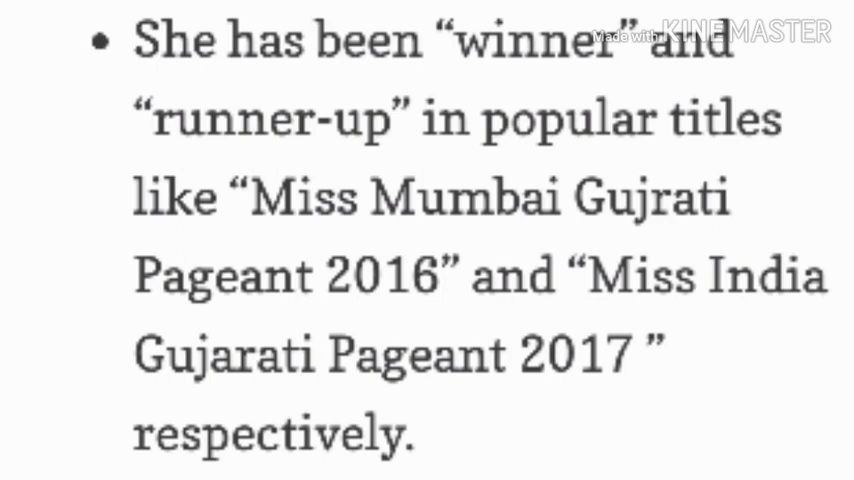 • She has been “winner” and
Made with KINEMASTER
“runner-up” in popular titles
like “Miss Mumbai Gujrati
Pageant 2016” and “Miss India
Gujarati Pageant 2017 ”
respectively.